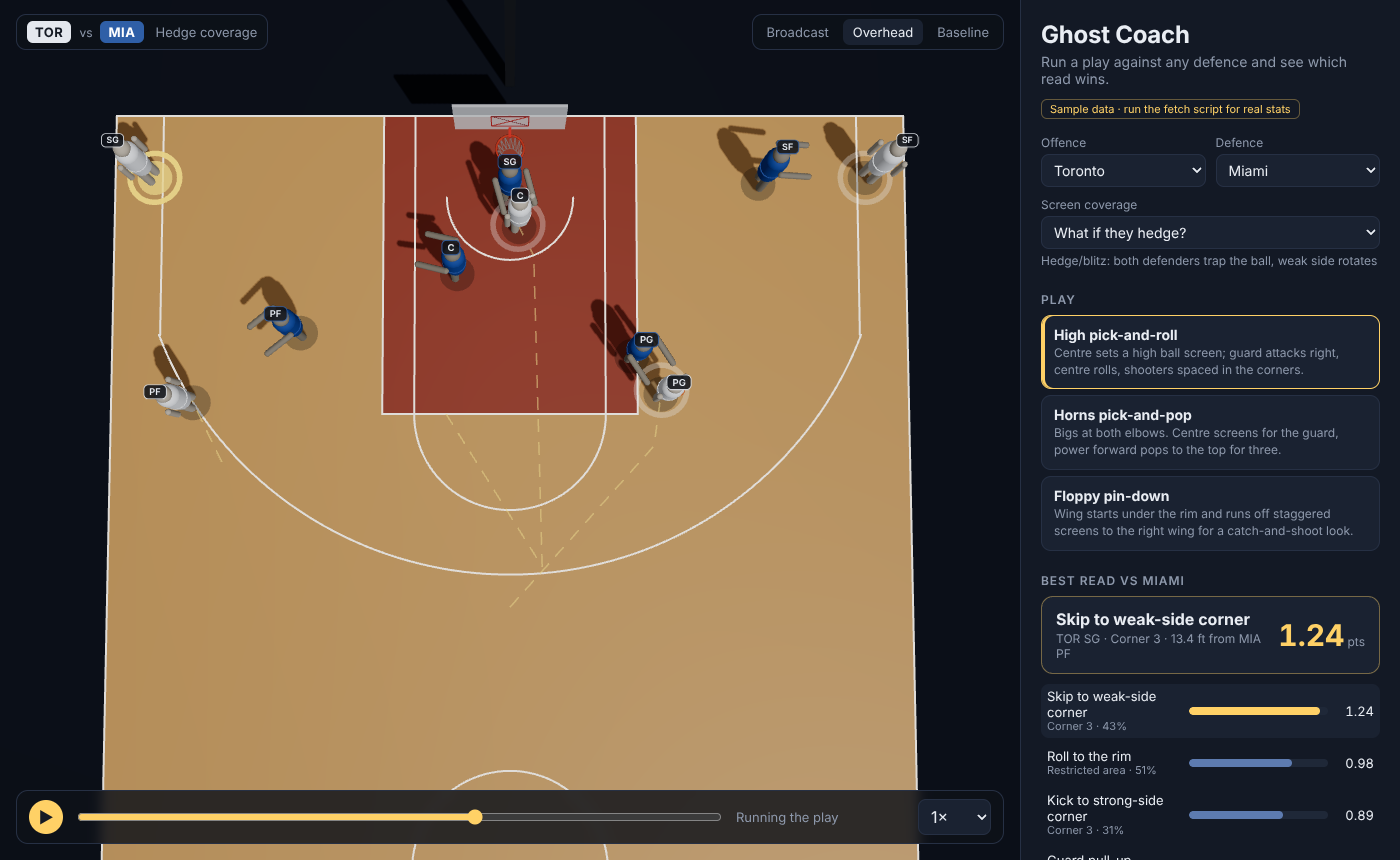 TOR vs MIA Hedge coverage
Broadcast Overhead Baseline
SG
SF
SF
SG
C
C
PF
PG
PG
PF
Running the play
1×
Ghost Coach
Run a play against any defence and see which
read wins.
Sample data · run the fetch script for real stats
Offence Defence
Toronto Miami
Screen coverage
What if they hedge?
Hedge/blitz: both defenders trap the ball, weak side rotates
PLAY
High pick-and-roll
Centre sets a high ball screen; guard attacks right,
centre rolls, shooters spaced in the corners.
Horns pick-and-pop
Bigs at both elbows. Centre screens for the guard,
power forward pops to the top for three.
Floppy pin-down
Wing starts under the rim and runs off staggered
screens to the right wing for a catch-and-shoot look.
BEST READ VS MIAMI
Skip to weak-side corner
TOR SG · Corner 3 · 13.4 ft from MIA
PF
1.24 pts
Skip to weak-side
corner
Corner 3 · 43%
1.24
Roll to the rim
Restricted area · 51%
0.98
Kick to strong-side
corner
Corner 3 · 31%
0.89